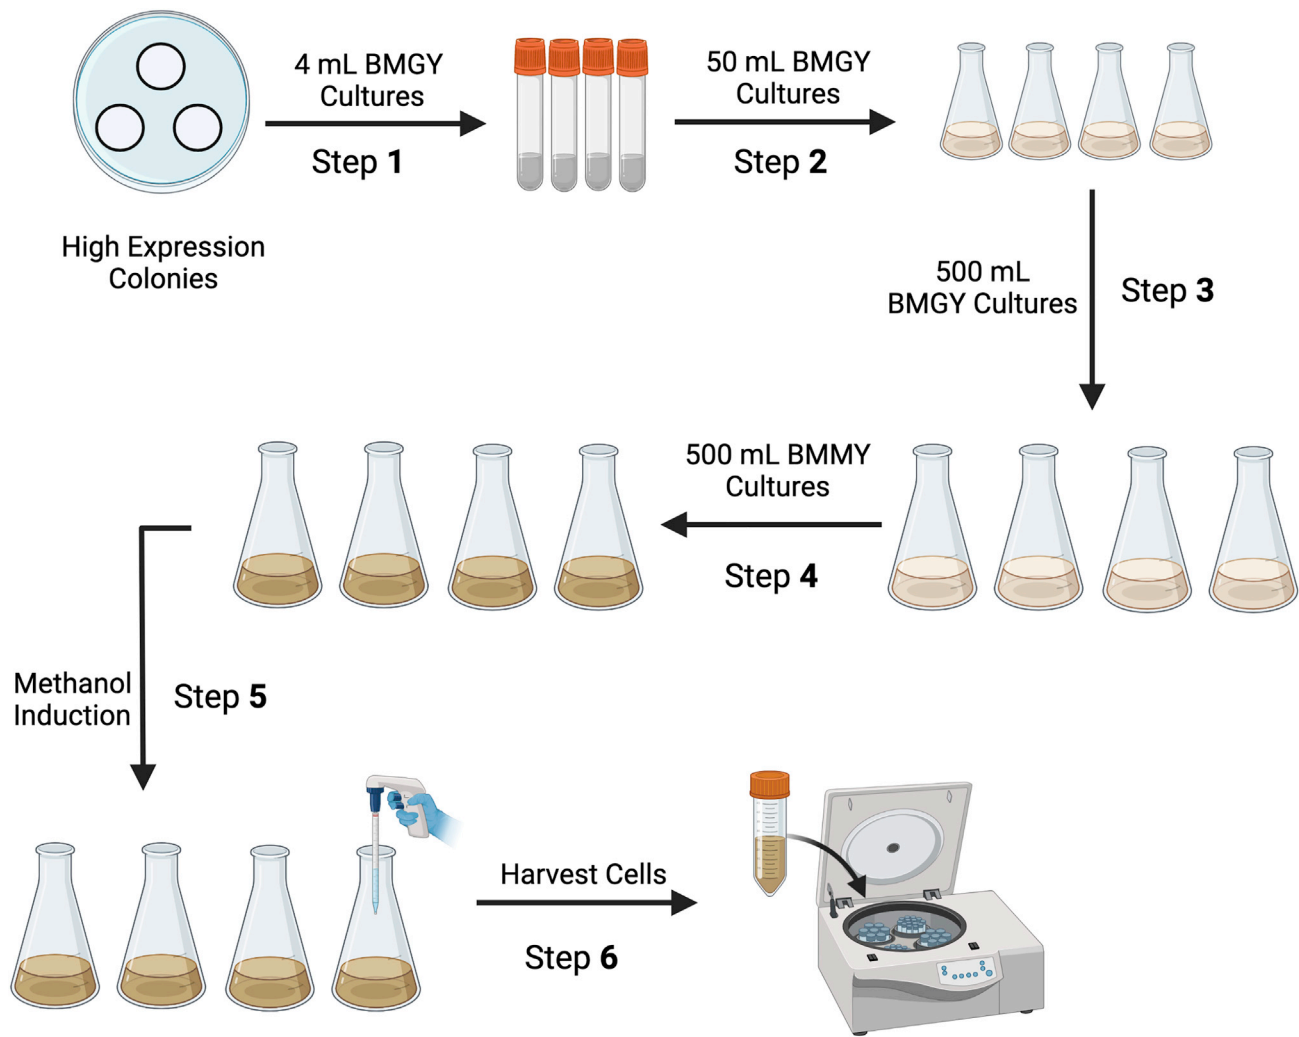 4 mL BMGY
Cultures
Step 1
50 mL BMGY
Cultures
Step 2
High Expression
Colonies
500 mL
BMGY Cultures
Step 3
500 mL BMMY
Cultures
Step 4
Methanol
Induction
Step 5
Harvest Cells
Step 6